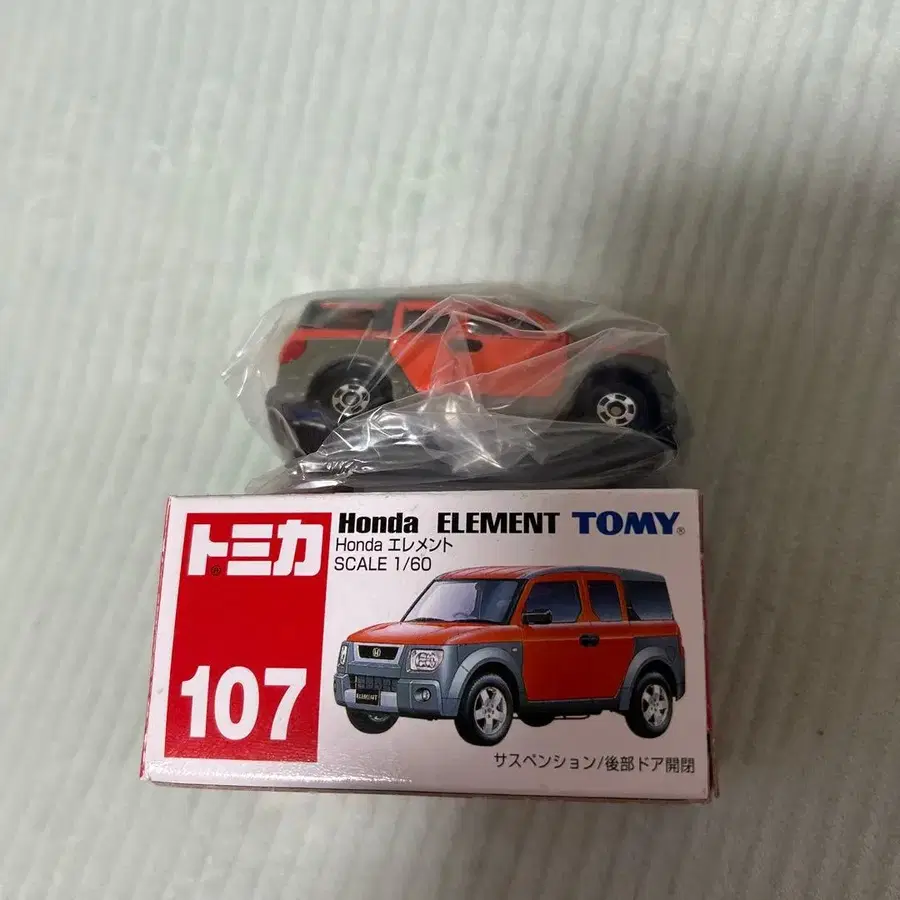 トミカ®
107
Honda ELEMENT TOMY®
Honda エレメント
SCALE 1/60
ELEMENT
サスペンション/後部ドア開閉